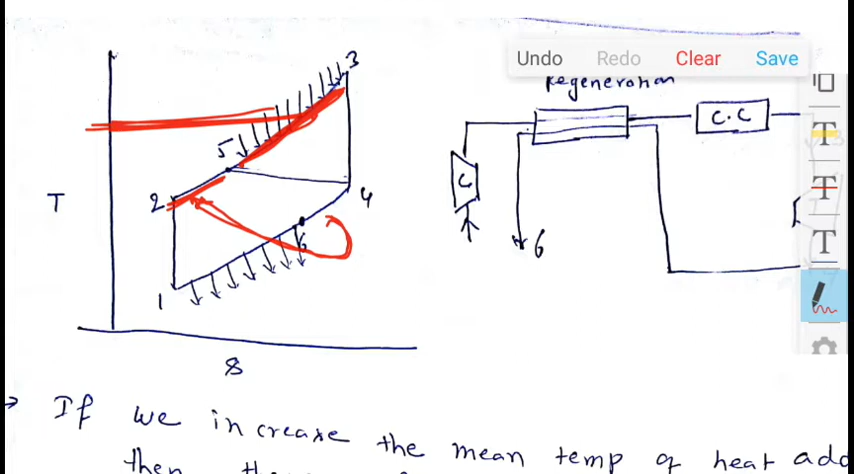 Undo Redo Clear Save
Regeneration
3
C.C
5
T
2
4
C
6
6
1
S
→ If we increase the mean temp of heat add
then